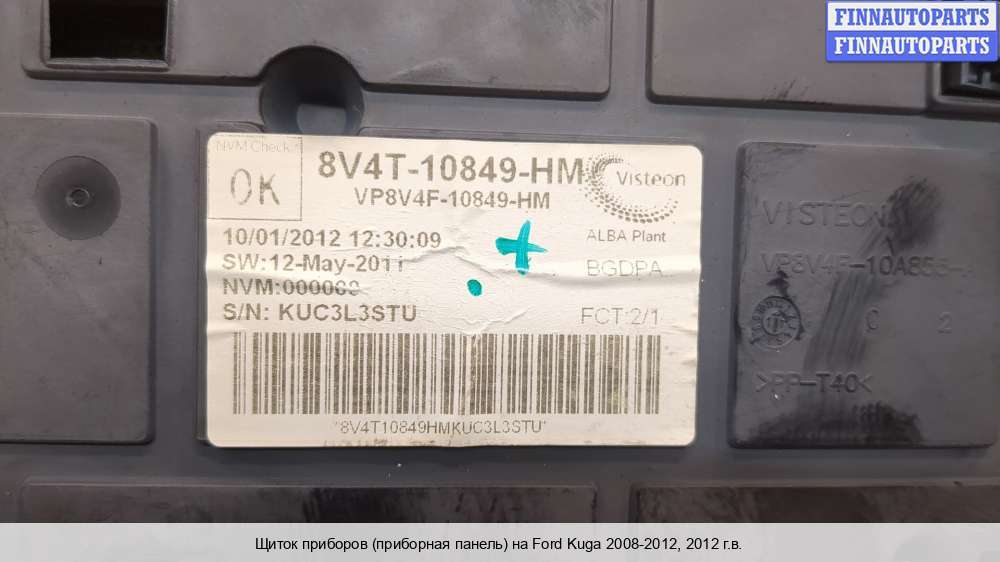 FINNAUTOPARTS
FINNAUTOPARTS
NVM Check
OK
8V4T-10849-HM
VP8V4F-10849-HM
Visteon
ALBA Plant
10/01/2012 12:30:09
SW:12-May-2011
BGDPA
S/N: KUC3L3STU
FCT:2/1
"8V4T10849HMKUC3L3STU"
VISTEON
>PP-T40<
Щиток приборов (приборная панель) на Ford Kuga 2008-2012, 2012 г.в.